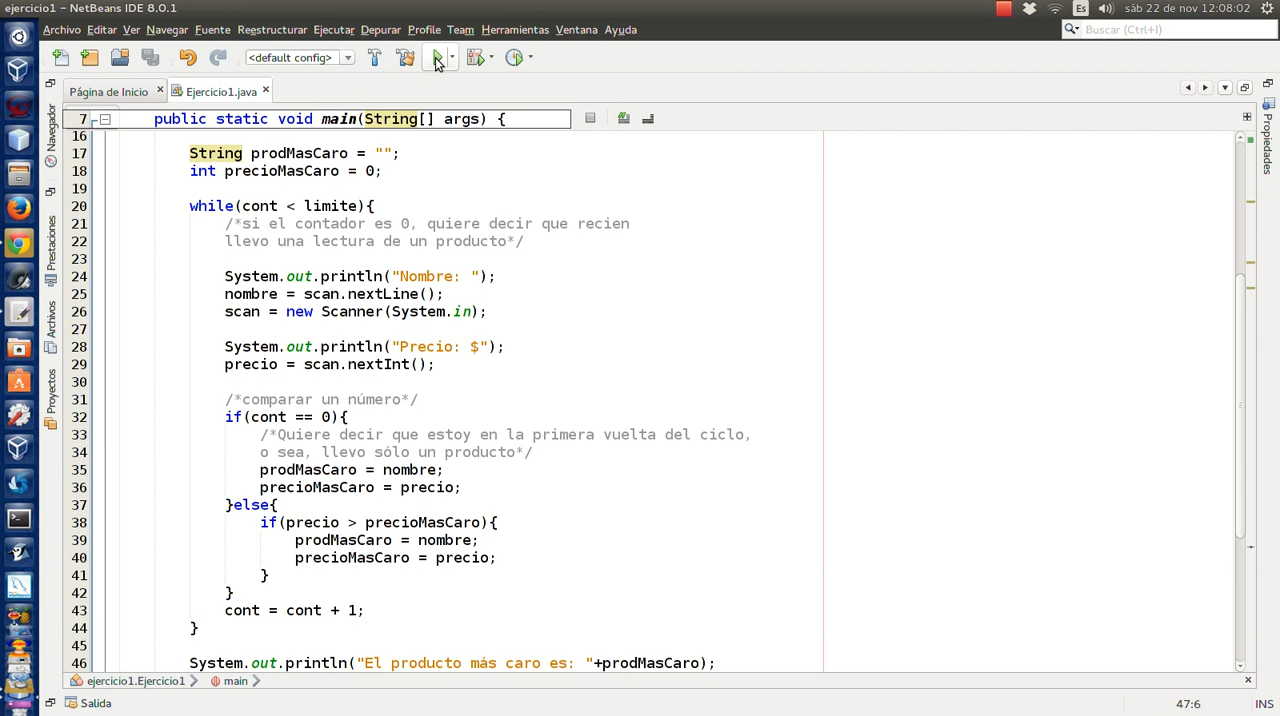 ejercicio1 - NetBeans IDE 8.0.1
Es
sáb 22 de nov 12:08:02
Archivo Editar Ver Navegar Fuente Reestructurar Ejecutar Depurar Profile Team Herramientas Ventana Ayuda
Buscar (Ctrl+I)
<default config>
Página de Inicio
Ejercicio1.java
Navegador
Prestaciones
Archivos
Proyectos
Propiedades
7 public static void main(String[] args) {
16
17 String prodMasCaro = "";
18 int precioMasCaro = 0;
19
20 while(cont < limite){
21 /*si el contador es 0, quiere decir que recien
22 llevo una lectura de un producto*/
23
24 System.out.println("Nombre: ");
25 nombre = scan.nextLine();
26 scan = new Scanner(System.in);
27
28 System.out.println("Precio: $");
29 precio = scan.nextInt();
30
31 /*comparar un número*/
32 if(cont == 0){
33 /*Quiere decir que estoy en la primera vuelta del ciclo,
34 o sea, llevo sólo un producto*/
35 prodMasCaro = nombre;
36 precioMasCaro = precio;
37 }else{
38 if(precio > precioMasCaro){
39 prodMasCaro = nombre;
40 precioMasCaro = precio;
41 }
42 }
43 cont = cont + 1;
44 }
45
46 System.out.println("El producto más caro es: "+prodMasCaro);
ejercicio1.Ejercicio1
main
Salida
47:6
INS